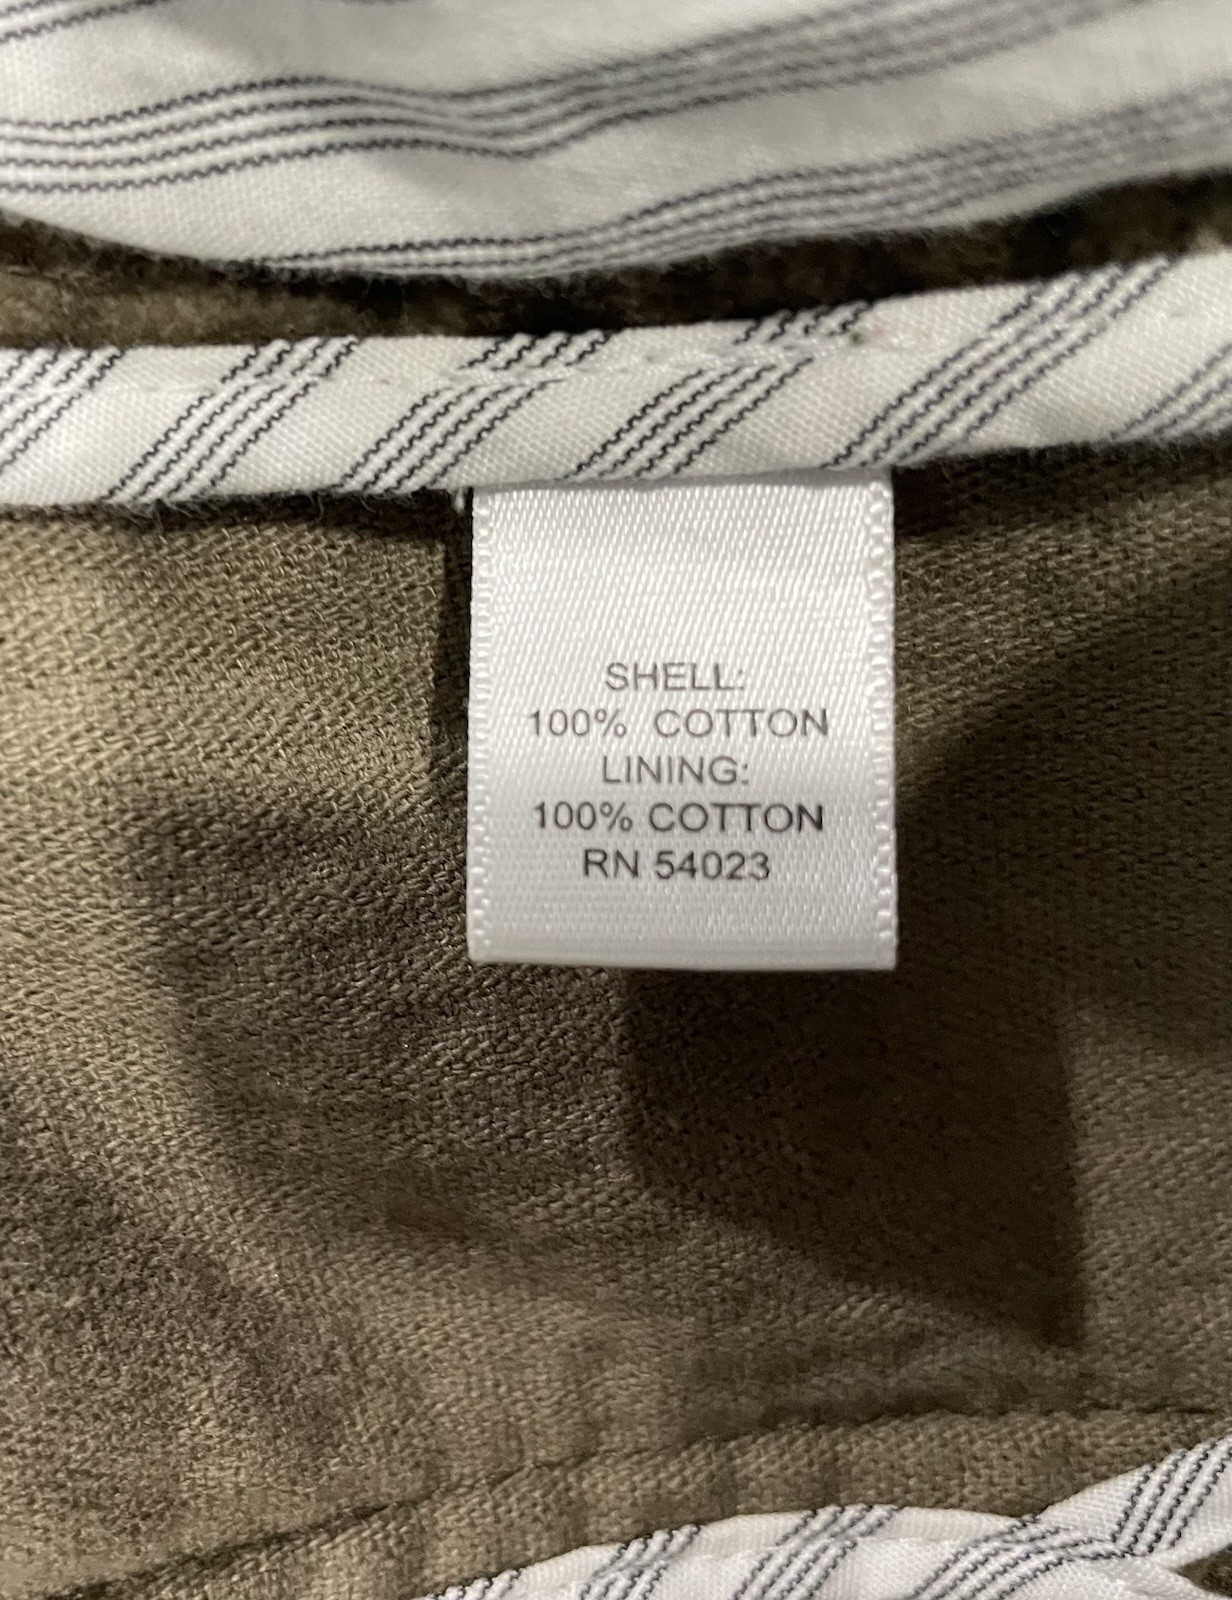 SHELL:
100% COTTON
LINING:
100% COTTON
RN 54023